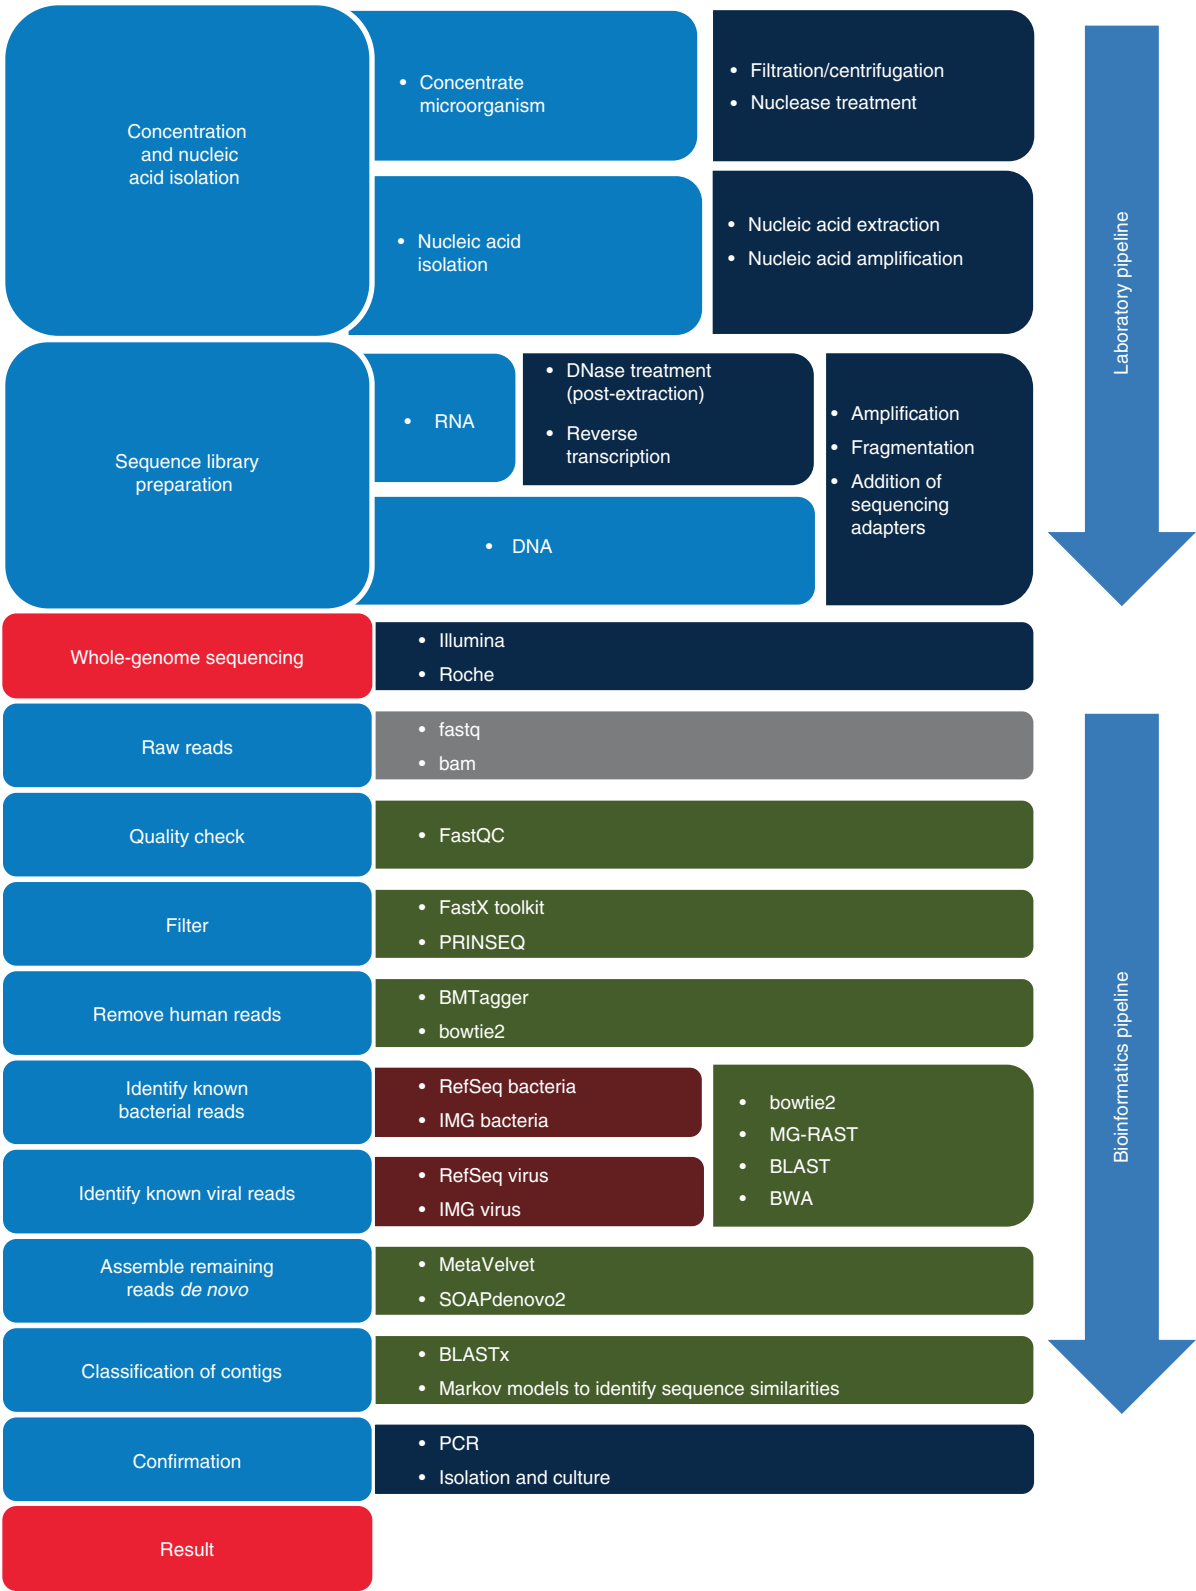 Concentration
and nucleic
acid isolation
• Concentrate
microorganism
• Filtration/centrifugation
• Nuclease treatment
• Nucleic acid
isolation
• Nucleic acid extraction
• Nucleic acid amplification
Laboratory pipeline
Sequence library
preparation
• RNA
• DNase treatment
(post-extraction)
• Reverse
transcription
• DNA
• Amplification
• Fragmentation
• Addition of
sequencing
adapters
Whole-genome sequencing
• Illumina
• Roche
Raw reads
• fastq
• bam
Quality check
• FastQC
Filter
• FastX toolkit
• PRINSEQ
Remove human reads
• BMTagger
• bowtie2
Bioinformatics pipeline
Identify known
bacterial reads
• RefSeq bacteria
• IMG bacteria
Identify known viral reads
• RefSeq virus
• IMG virus
• bowtie2
• MG-RAST
• BLAST
• BWA
Assemble remaining
reads de novo
• MetaVelvet
• SOAPdenovo2
Classification of contigs
• BLASTx
• Markov models to identify sequence similarities
Confirmation
• PCR
• Isolation and culture
Result